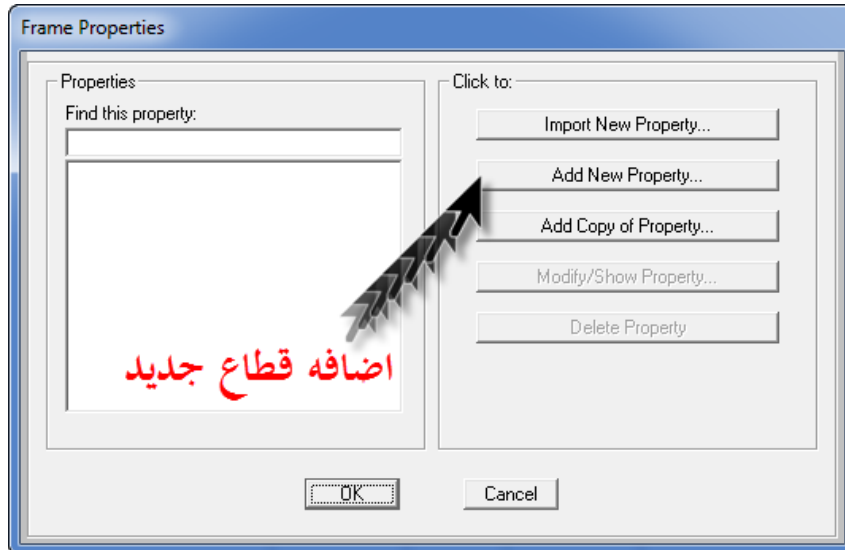 Frame Properties
Properties
Find this property:
اضافه قطاع جديد
Click to:
Import New Property...
Add New Property...
Add Copy of Property...
Modify/Show Property...
Delete Property
OK
Cancel